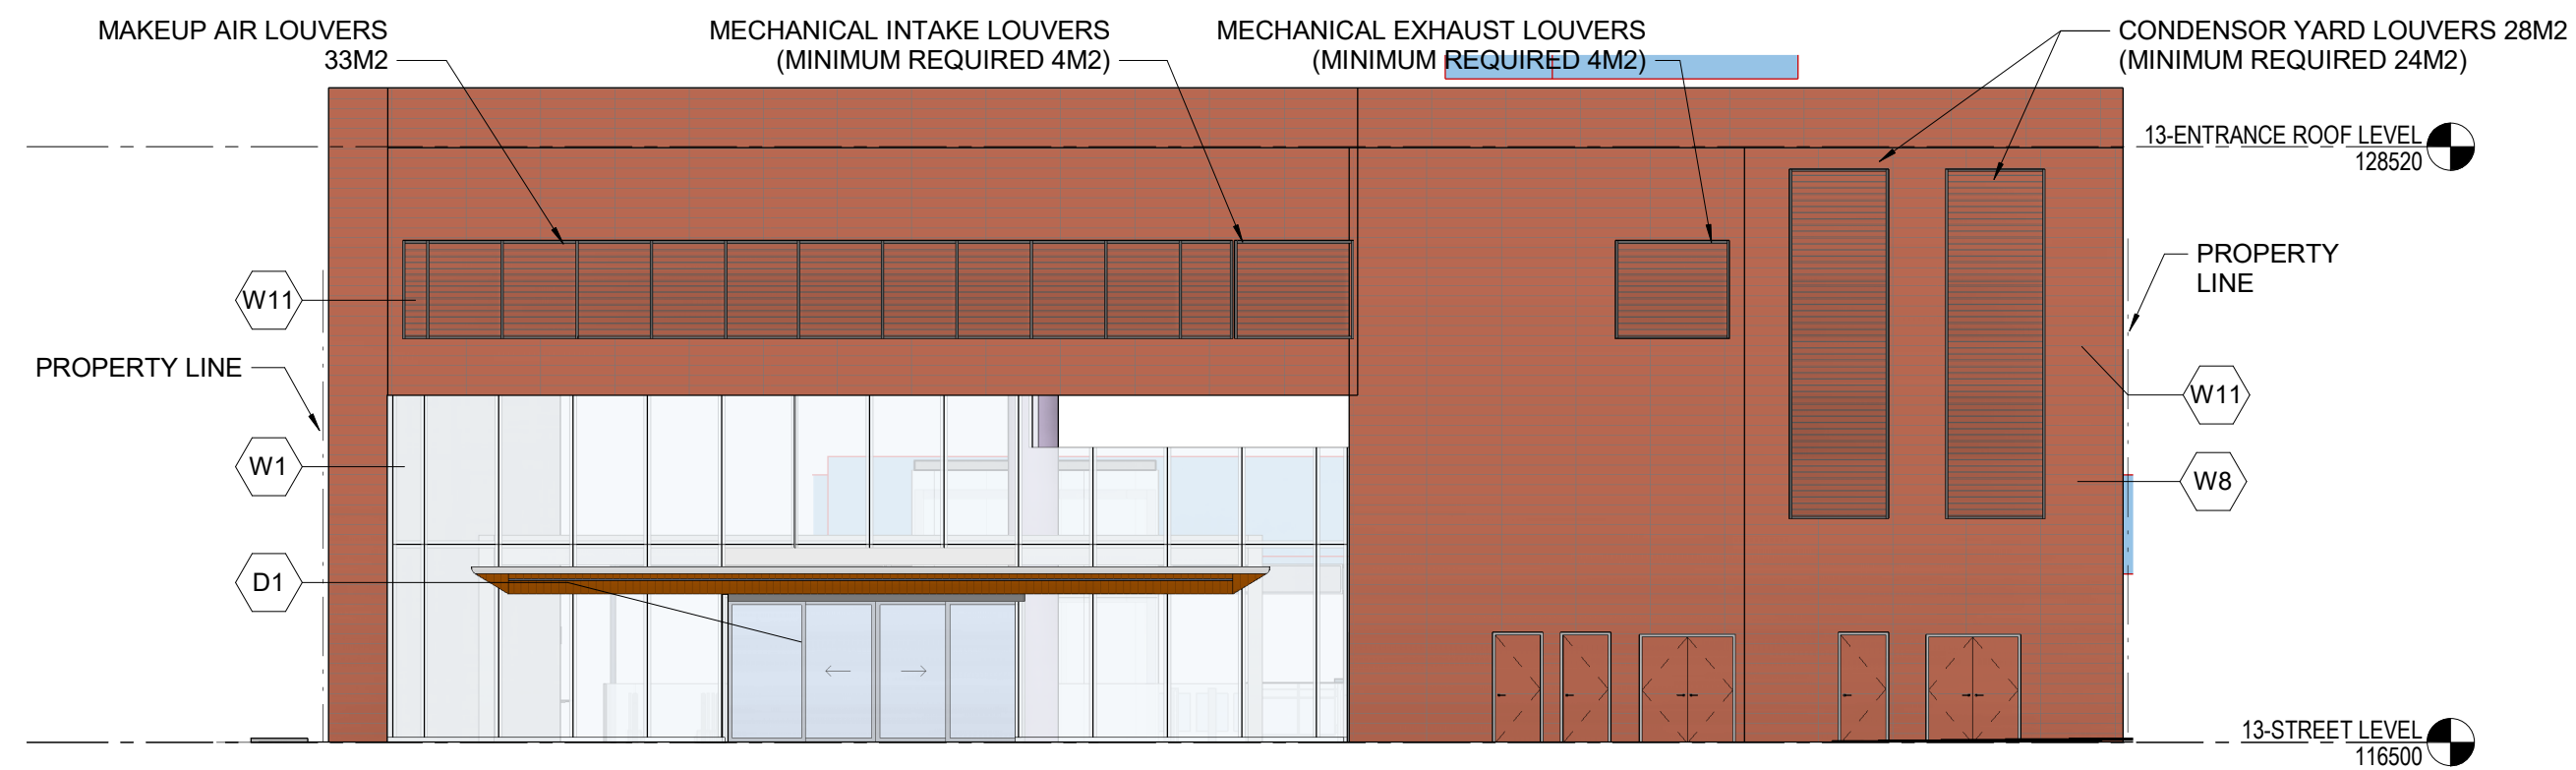 MAKEUP AIR LOUVERS
33M2
MECHANICAL INTAKE LOUVERS
(MINIMUM REQUIRED 4M2)
MECHANICAL EXHAUST LOUVERS
(MINIMUM REQUIRED 4M2)
CONDENSOR YARD LOUVERS 28M2
(MINIMUM REQUIRED 24M2)
13-ENTRANCE ROOF LEVEL
128520
PROPERTY
LINE
W11
PROPERTY LINE
W11
W1
W8
D1
13-STREET LEVEL
116500